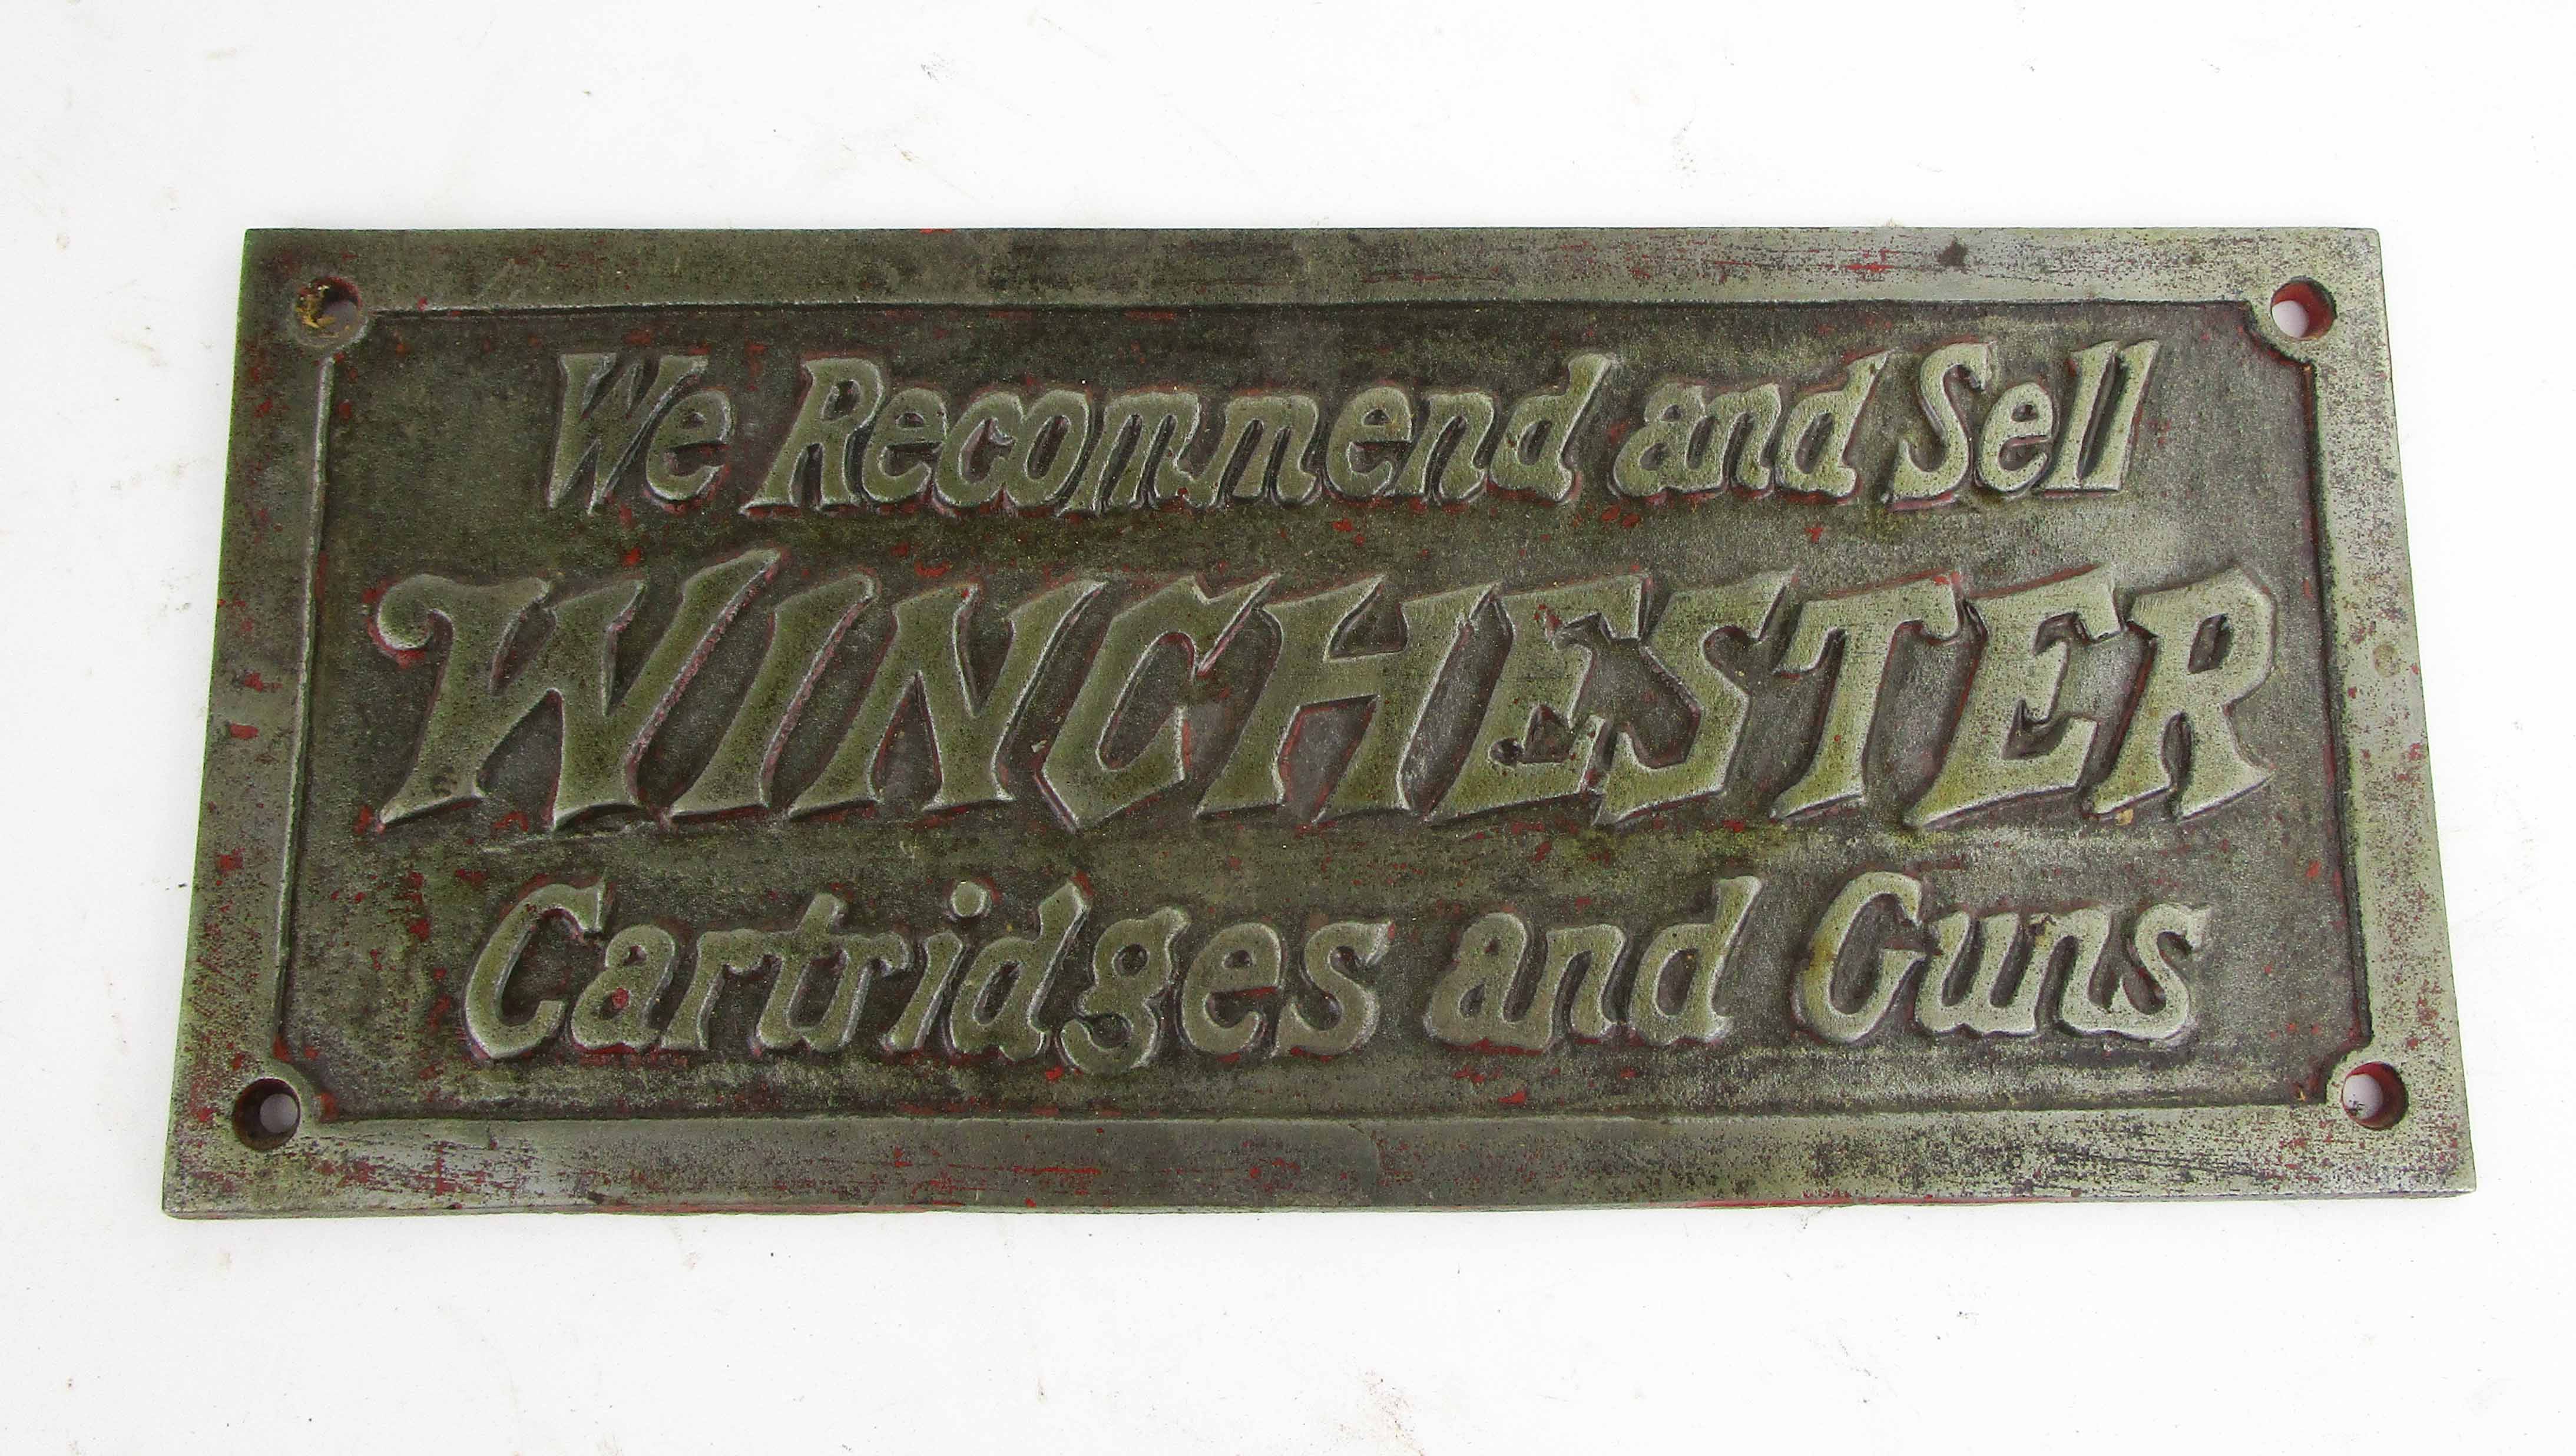 We Recommend and Sell
WINCHESTER
Cartridges and Guns